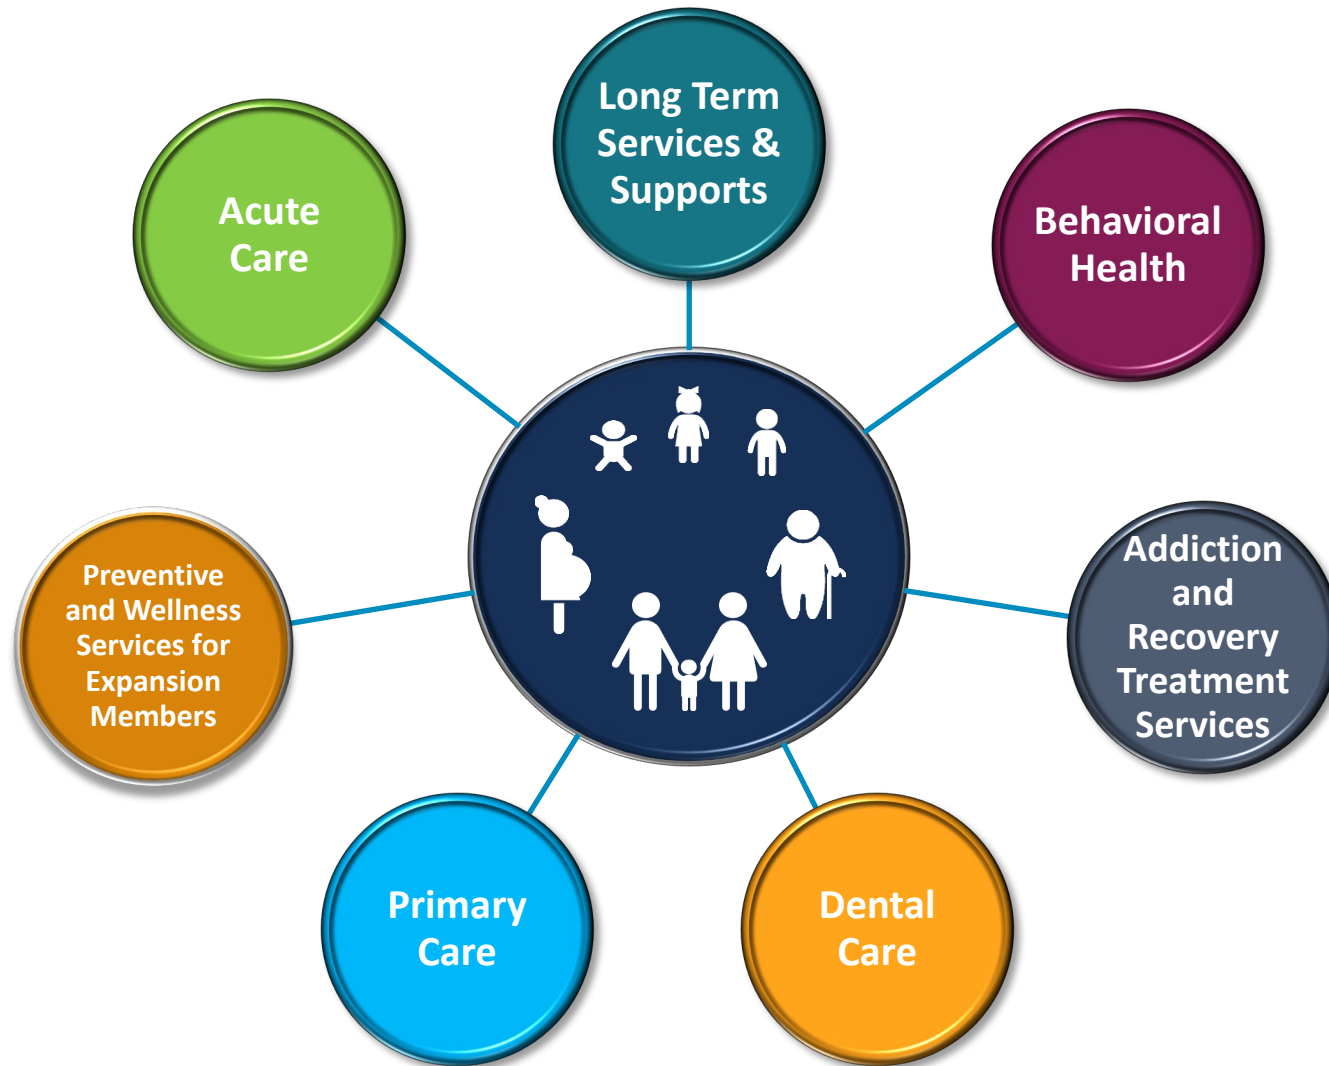 Long Term
Services &
Supports
Acute
Care
Behavioral
Health
Preventive
and Wellness
Services for
Expansion
Members
Addiction
and
Recovery
Treatment
Services
Primary
Care
Dental
Care